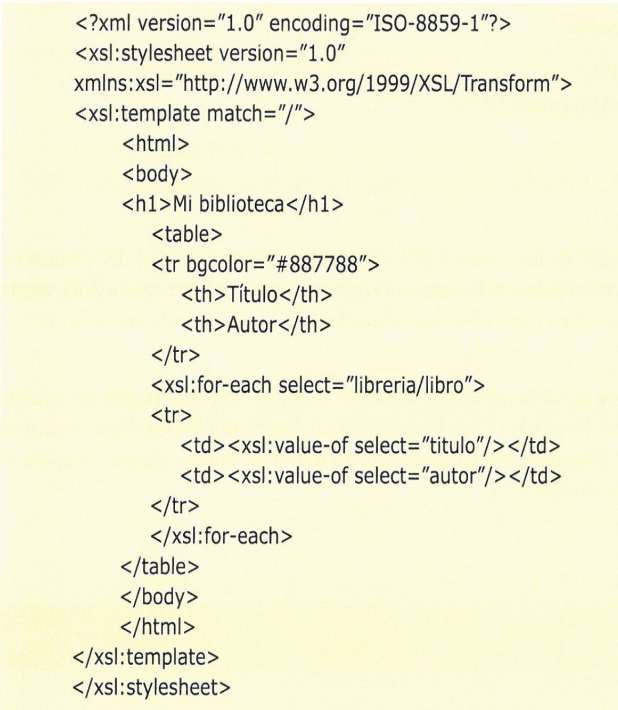 <?xml version="1.0" encoding="ISO-8859-1"?>
<xsl:stylesheet version="1.0"
xmlns:xsl="http://www.w3.org/1999/XSL/Transform">
<xsl:template match="/">
<html>
<body>
<h1>Mi biblioteca</h1>
<table>
<tr bgcolor="#887788">
<th>Título</th>
<th>Autor</th>
</tr>
<xsl:for-each select="libreria/libro">
<tr>
<td><xsl:value-of select="titulo"/></td>
<td><xsl:value-of select="autor"/></td>
</tr>
</xsl:for-each>
</table>
</body>
</html>
</xsl:template>
</xsl:stylesheet>